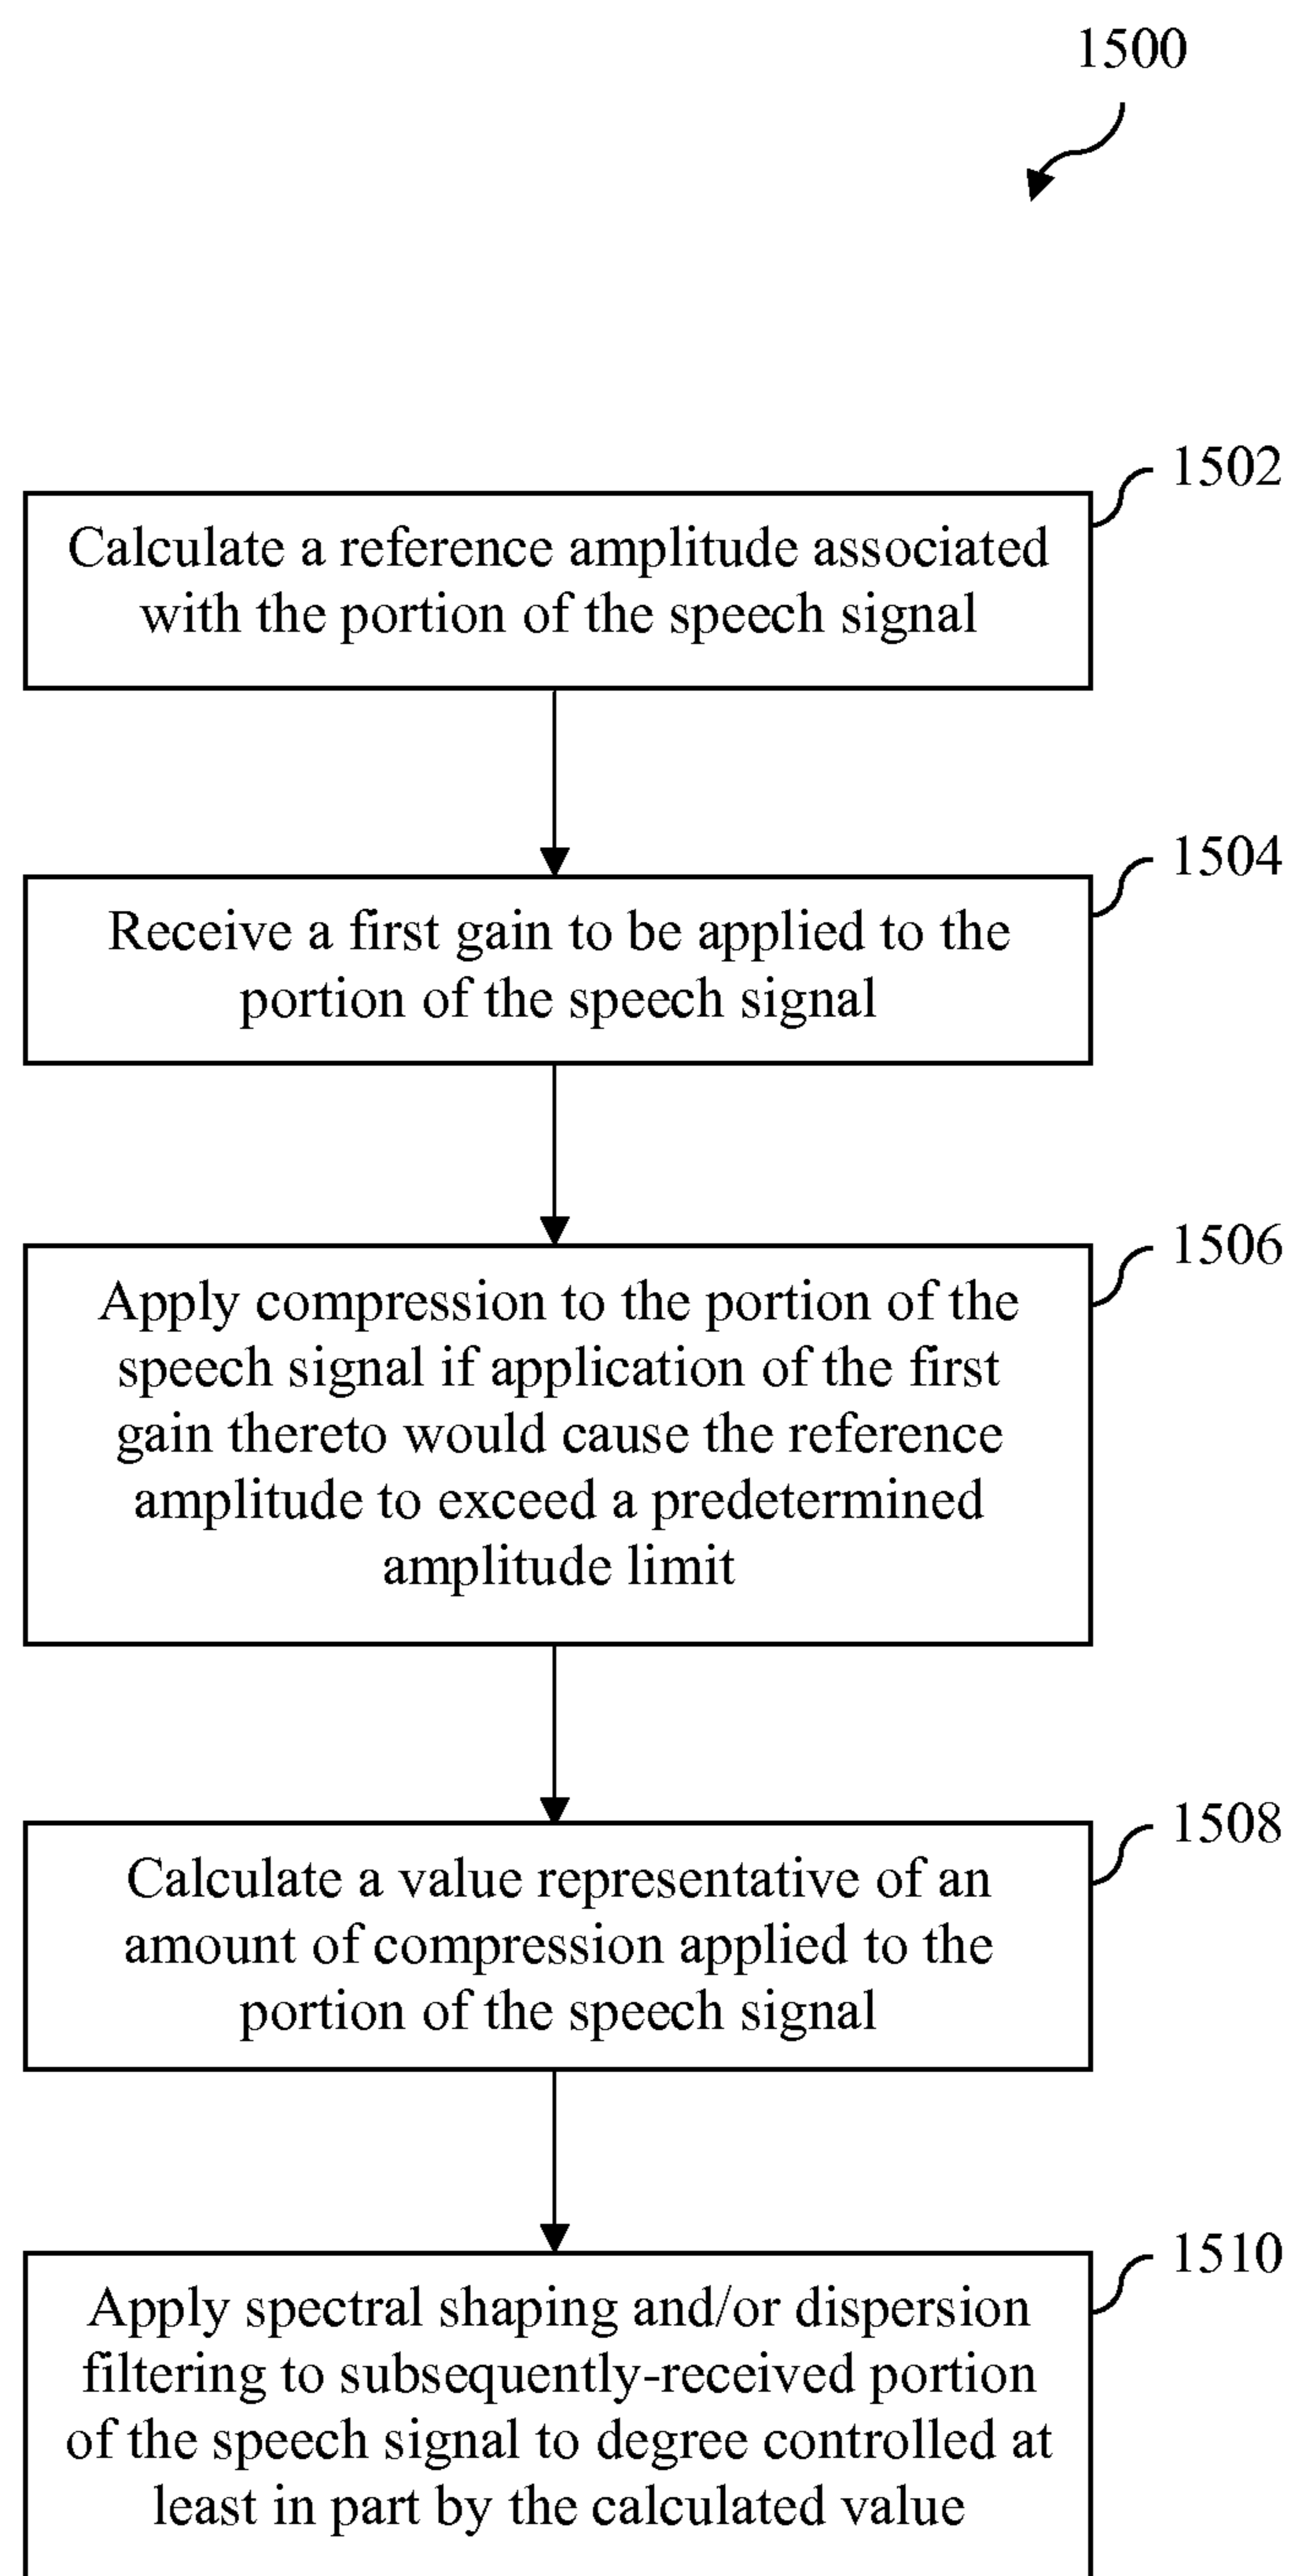 1500
1502
Calculate a reference amplitude associated
with the portion of the speech signal
1504
Receive a first gain to be applied to the
portion of the speech signal
1506
Apply compression to the portion of the
speech signal if application of the first
gain thereto would cause the reference
amplitude to exceed a predetermined
amplitude limit
1508
Calculate a value representative of an
amount of compression applied to the
portion of the speech signal
1510
Apply spectral shaping and/or dispersion
filtering to subsequently-received portion
of the speech signal to degree controlled at
least in part by the calculated value